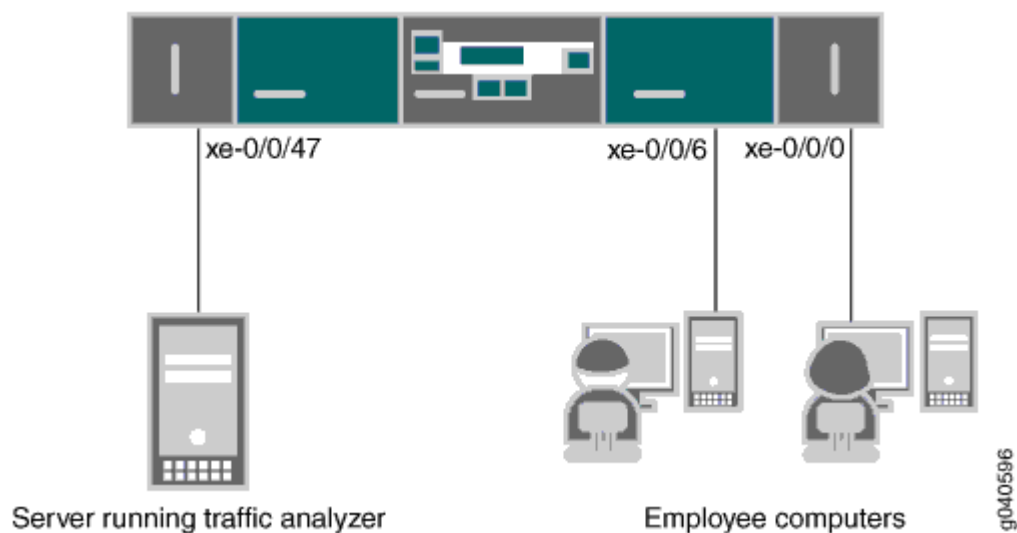 xe-0/0/47
xe-0/0/6
xe-0/0/0
Server running traffic analyzer
Employee computers
g040596